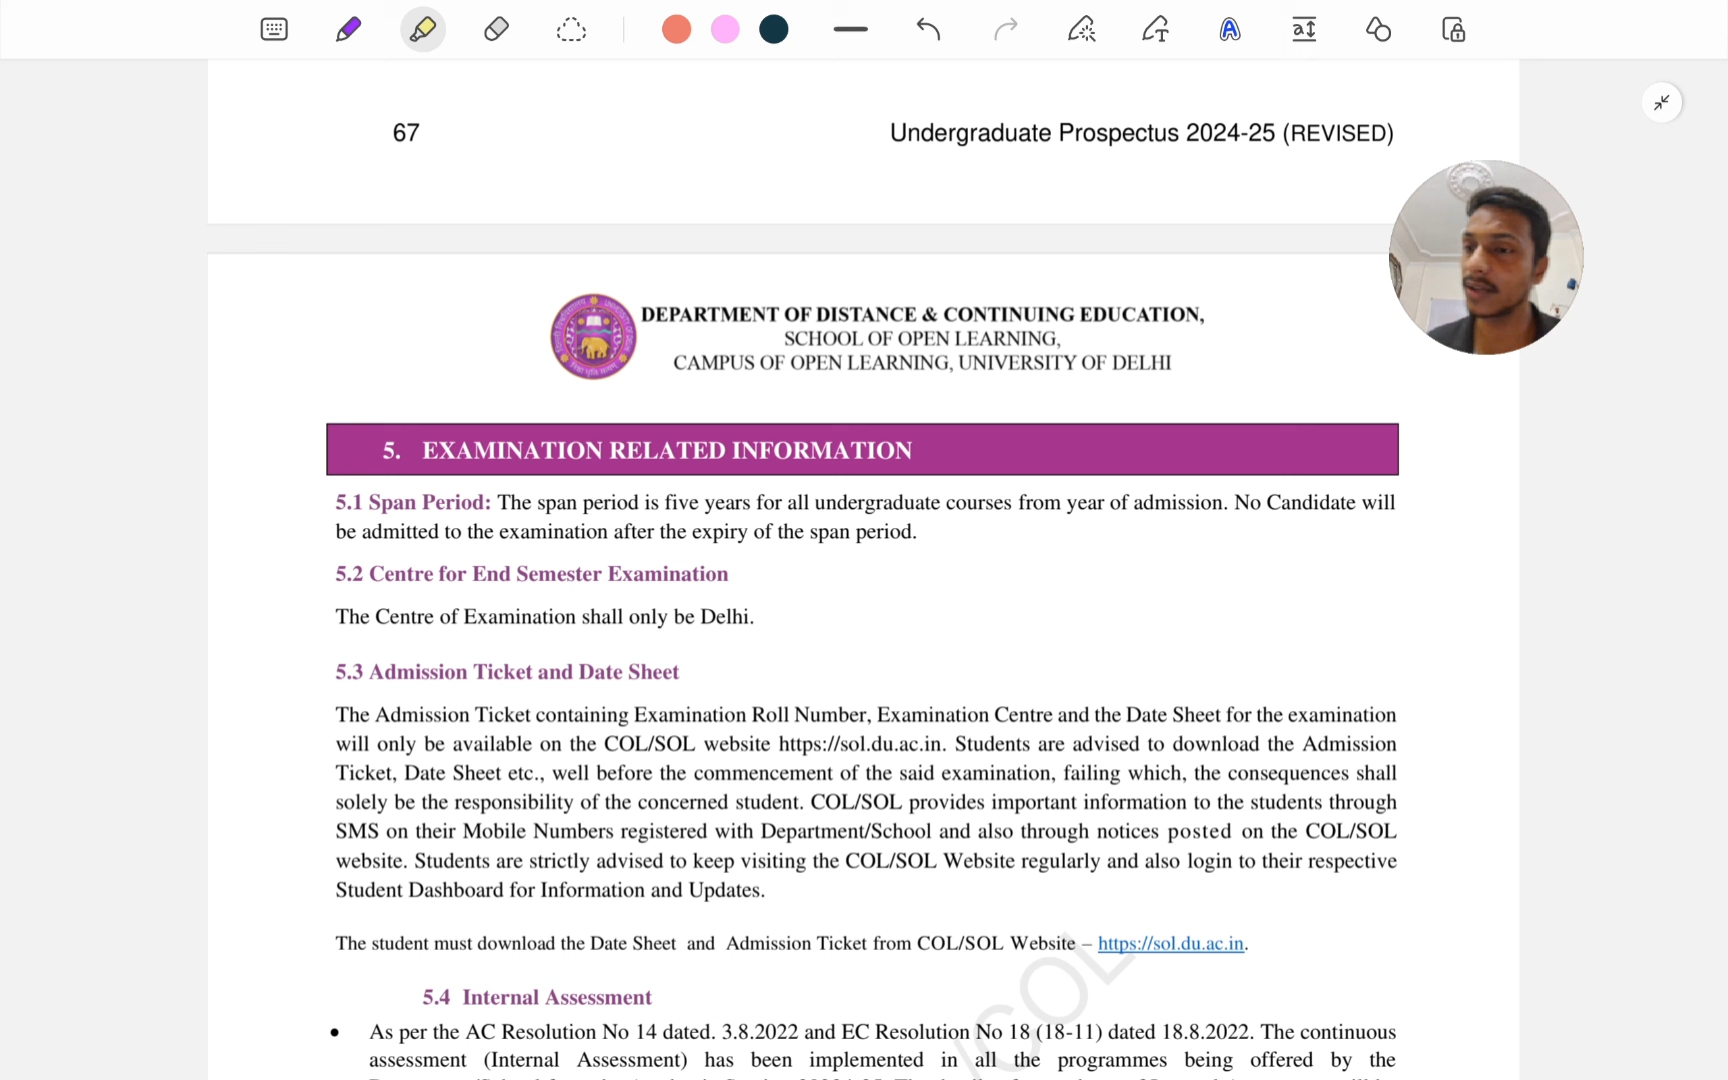 67
Undergraduate Prospectus 2024-25 (REVISED)
DEPARTMENT OF DISTANCE & CONTINUING EDUCATION,
SCHOOL OF OPEN LEARNING,
CAMPUS OF OPEN LEARNING, UNIVERSITY OF DELHI
5. EXAMINATION RELATED INFORMATION
5.1 Span Period: The span period is five years for all undergraduate courses from year of admission. No Candidate will
be admitted to the examination after the expiry of the span period.
5.2 Centre for End Semester Examination
The Centre of Examination shall only be Delhi.
5.3 Admission Ticket and Date Sheet
The Admission Ticket containing Examination Roll Number, Examination Centre and the Date Sheet for the examination
will only be available on the COL/SOL website https://sol.du.ac.in. Students are advised to download the Admission
Ticket, Date Sheet etc., well before the commencement of the said examination, failing which, the consequences shall
solely be the responsibility of the concerned student. COL/SOL provides important information to the students through
SMS on their Mobile Numbers registered with Department/School and also through notices posted on the COL/SOL
website. Students are strictly advised to keep visiting the COL/SOL Website regularly and also login to their respective
Student Dashboard for Information and Updates.
The student must download the Date Sheet and Admission Ticket from COL/SOL Website – https://sol.du.ac.in.
5.4 Internal Assessment
• As per the AC Resolution No 14 dated. 3.8.2022 and EC Resolution No 18 (18-11) dated 18.8.2022. The continuous
assessment (Internal Assessment) has been implemented in all the programmes being offered by the
/COL